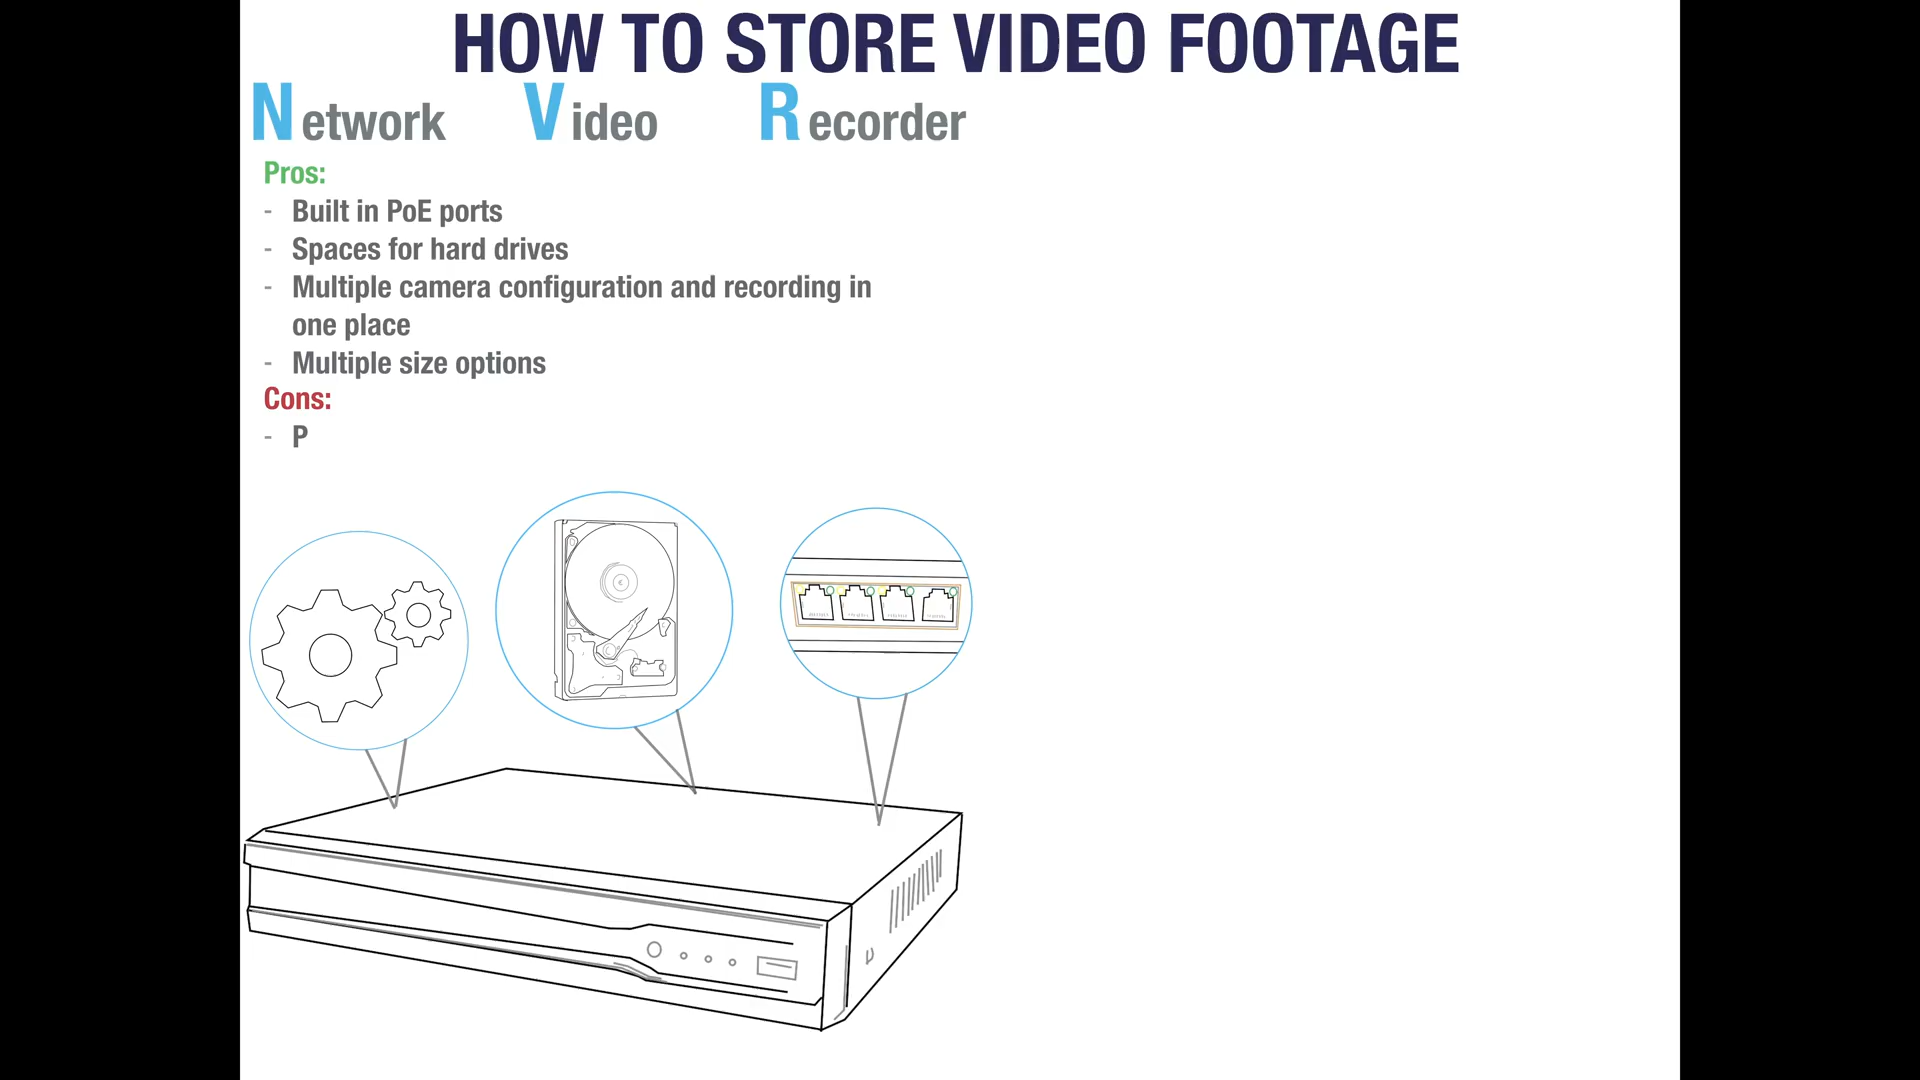 HOW TO STORE VIDEO FOOTAGE
Network Video Recorder
Pros:
- Built in PoE ports
- Spaces for hard drives
- Multiple camera configuration and recording in
one place
- Multiple size options
Cons:
- P